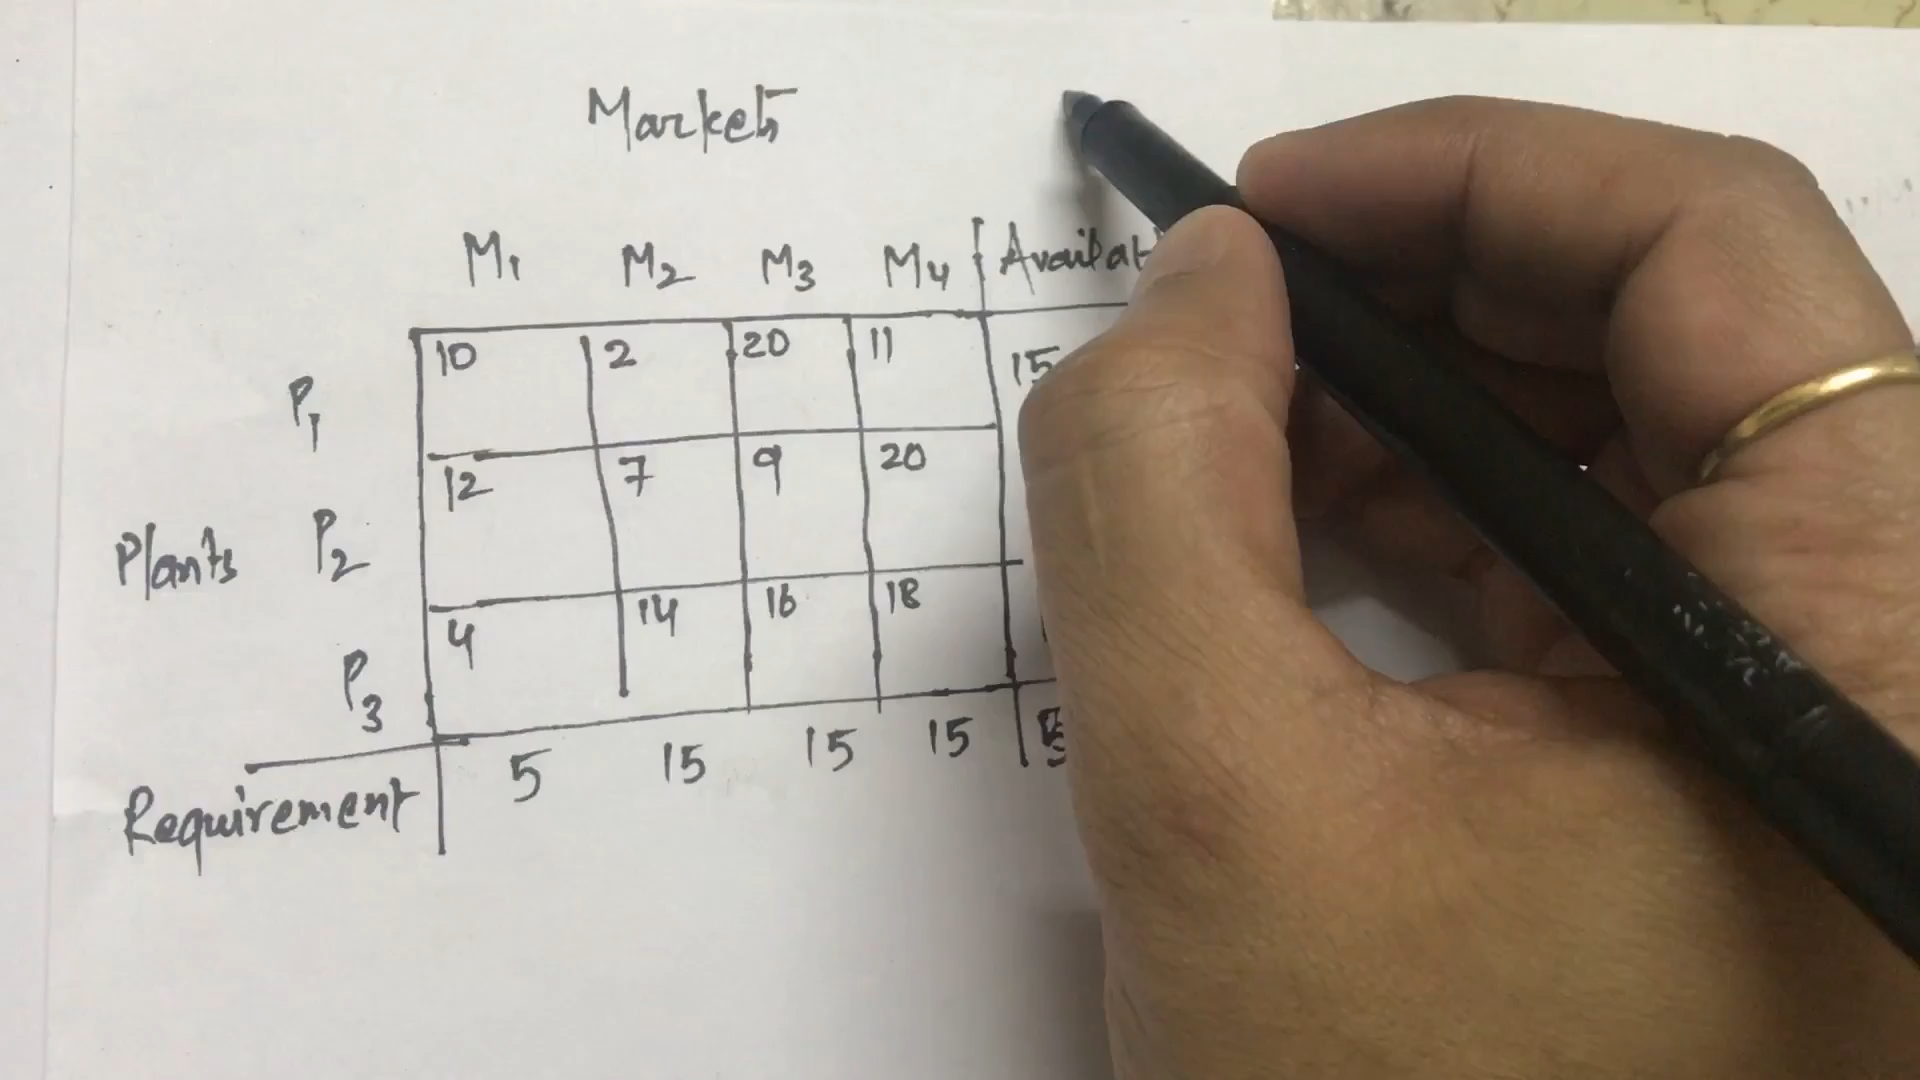 Markets
M1 M2 M3 M4
10 2 20 11 15
P1
12 7 9 20
Plants P2
4 14 16 18
P3
5 15 15 15
Requirement